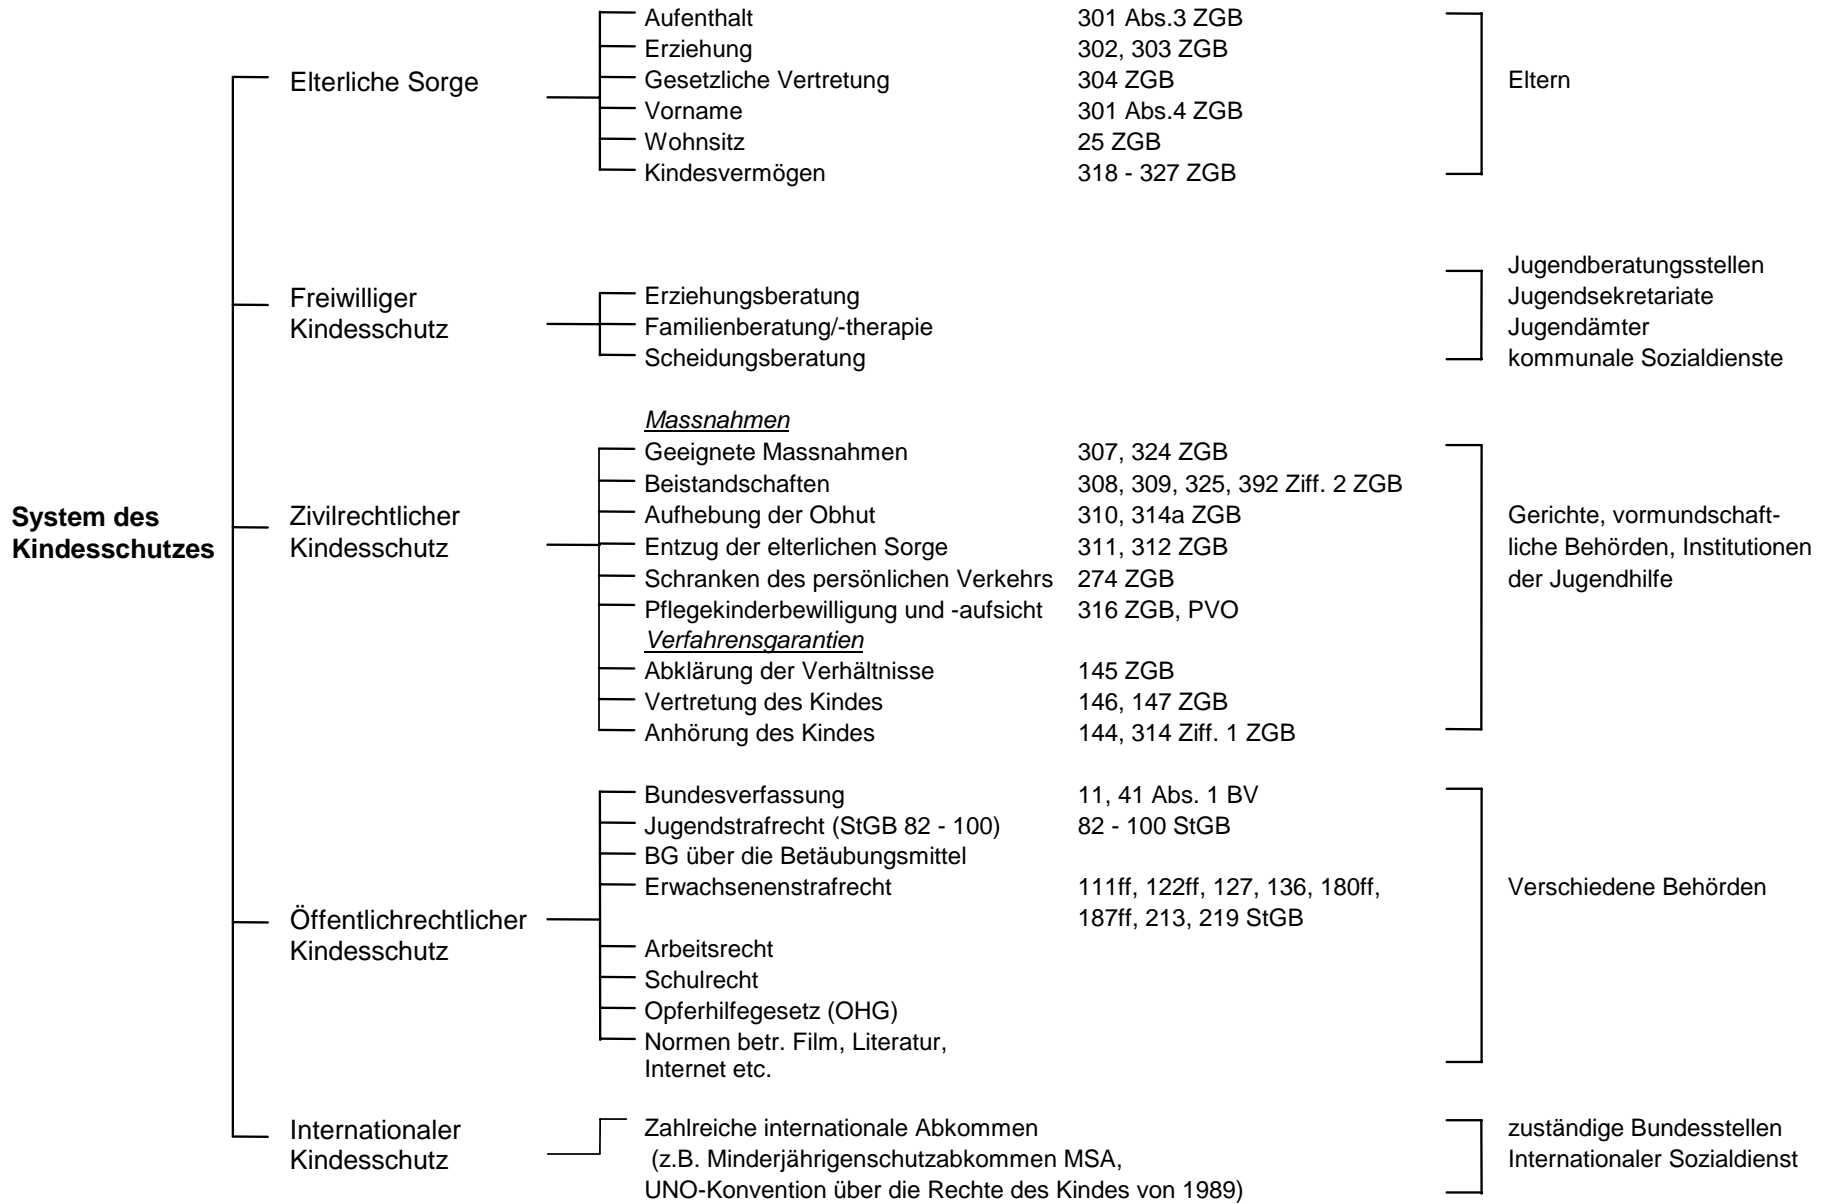 Aufenthalt 301 Abs.3 ZGB
Erziehung 302, 303 ZGB
Elterliche Sorge Gesetzliche Vertretung 304 ZGB Eltern
Vorname 301 Abs.4 ZGB
Wohnsitz 25 ZGB
Kindesvermögen 318 - 327 ZGB
Jugendberatungsstellen
Freiwilliger Erziehungsberatung Jugendsekretariate
Kindesschutz Familienberatung/-therapie Jugendämter
Scheidungsberatung kommunale Sozialdienste
Massnahmen
Geeignete Massnahmen 307, 324 ZGB
Beistandschaften 308, 309, 325, 392 Ziff. 2 ZGB
System des Zivilrechtlicher Aufhebung der Obhut 310, 314a ZGB Gerichte, vormundschaft-
Kindesschutzes Kindesschutz Entzug der elterlichen Sorge 311, 312 ZGB liche Behörden, Institutionen
Schranken des persönlichen Verkehrs 274 ZGB der Jugendhilfe
Pflegekinderbewilligung und -aufsicht 316 ZGB, PVO
Verfahrensgarantien
Abklärung der Verhältnisse 145 ZGB
Vertretung des Kindes 146, 147 ZGB
Anhörung des Kindes 144, 314 Ziff. 1 ZGB
Bundesverfassung 11, 41 Abs. 1 BV
Jugendstrafrecht (StGB 82 - 100) 82 - 100 StGB
BG über die Betäubungsmittel
Erwachsenenstrafrecht 111ff, 122ff, 127, 136, 180ff, Verschiedene Behörden
Öffentlichrechtlicher 187ff, 213, 219 StGB
Kindesschutz Arbeitsrecht
Schulrecht
Opferhilfegesetz (OHG)
Normen betr. Film, Literatur,
Internet etc.
Internationaler Zahlreiche internationale Abkommen zuständige Bundesstellen
Kindesschutz (z.B. Minderjährigenschutzabkommen MSA, Internationaler Sozialdienst
UNO-Konvention über die Rechte des Kindes von 1989)